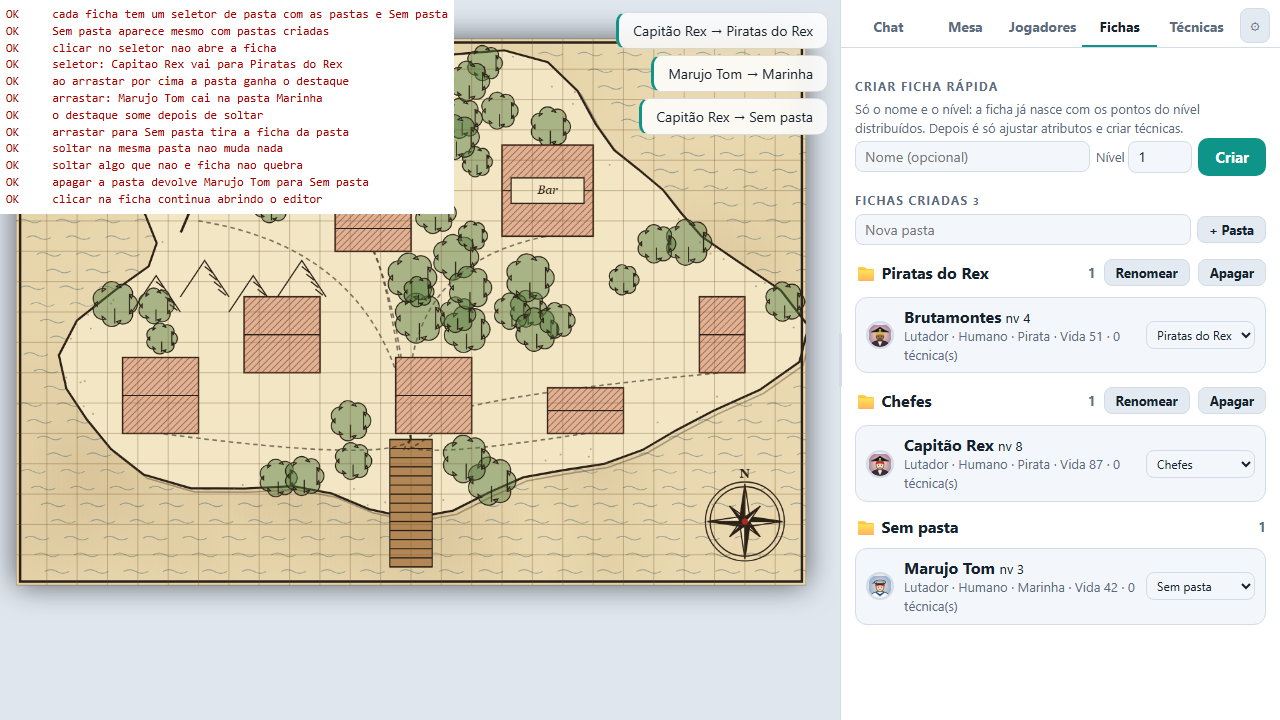 OK cada ficha tem um seletor de pasta com as pastas e Sem pasta
OK Sem pasta aparece mesmo com pastas criadas
OK clicar no seletor nao abre a ficha
OK seletor: Capitao Rex vai para Piratas do Rex
OK ao arrastar por cima a pasta ganha o destaque
OK arrastar: Marujo Tom cai na pasta Marinha
OK o destaque some depois de soltar
OK arrastar para Sem pasta tira a ficha da pasta
OK soltar na mesma pasta nao muda nada
OK soltar algo que nao e ficha nao quebra
OK apagar a pasta devolve Marujo Tom para Sem pasta
OK clicar na ficha continua abrindo o editor
Capitão Rex → Piratas do Rex
Marujo Tom → Marinha
Capitão Rex → Sem pasta
Bar
N
Chat Mesa Jogadores Fichas Técnicas
CRIAR FICHA RÁPIDA
Só o nome e o nível: a ficha já nasce com os pontos do nível
distribuídos. Depois é só ajustar atributos e criar técnicas.
Nome (opcional) Nível 1 Criar
FICHAS CRIADAS 3
Nova pasta + Pasta
Piratas do Rex 1 Renomear Apagar
Brutamontes nv 4
Lutador · Humano · Pirata · Vida 51 · 0
técnica(s)
Piratas do Rex
Chefes 1 Renomear Apagar
Capitão Rex nv 8
Lutador · Humano · Pirata · Vida 87 · 0
técnica(s)
Chefes
Sem pasta 1
Marujo Tom nv 3
Lutador · Humano · Marinha · Vida 42 · 0
técnica(s)
Sem pasta